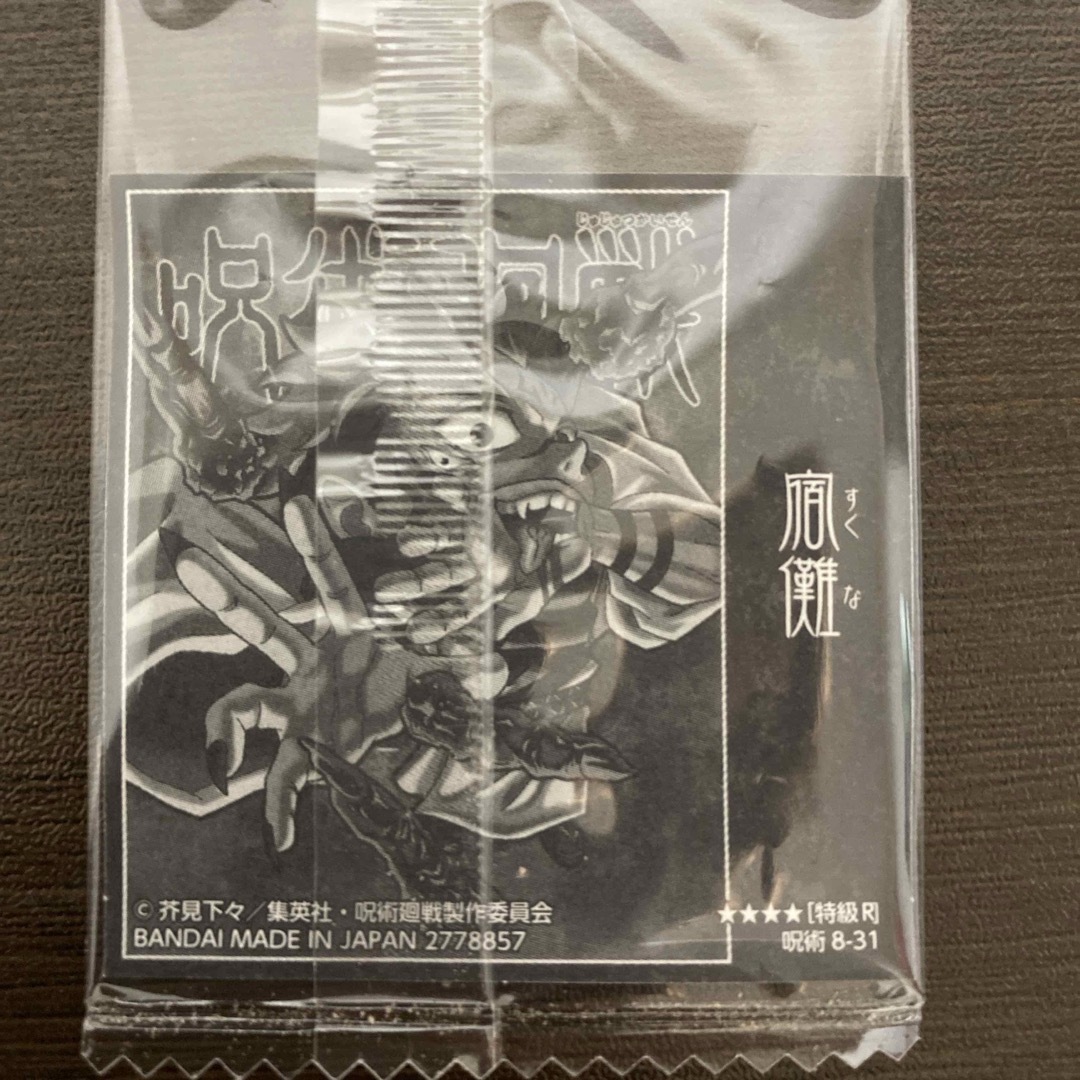 じゅじゅつかいせん
呪術廻戦
宿儺
すくな
© 芥見下々／集英社・呪術廻戦製作委員会
BANDAI MADE IN JAPAN 2778857
★★★★[特級 R]
呪術 8-31